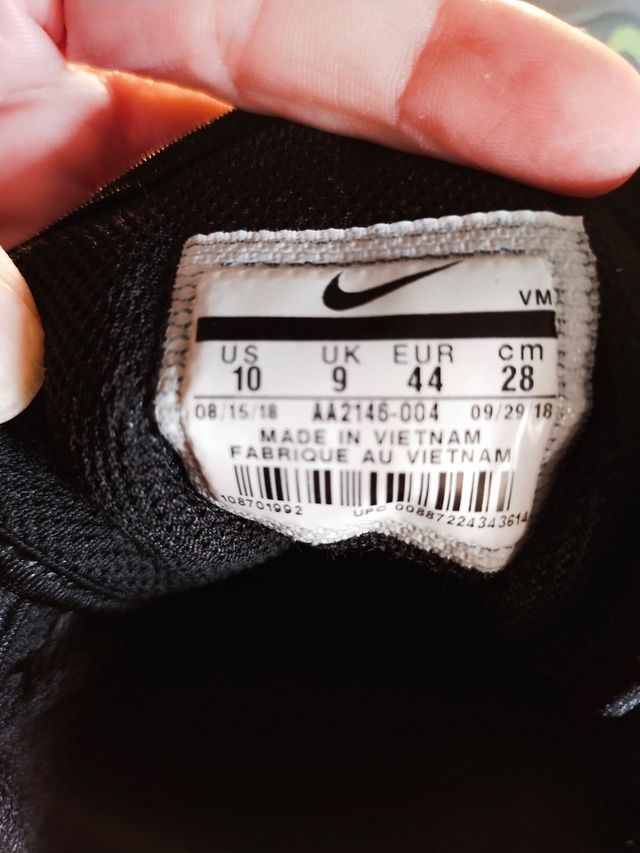 VM
US UK EUR cm
10 9 44 28
08/15/18 AA2146-004 09/29 18
MADE IN VIETNAM
FABRIQUE AU VIETNAM
108701992 UPC 00887224343614